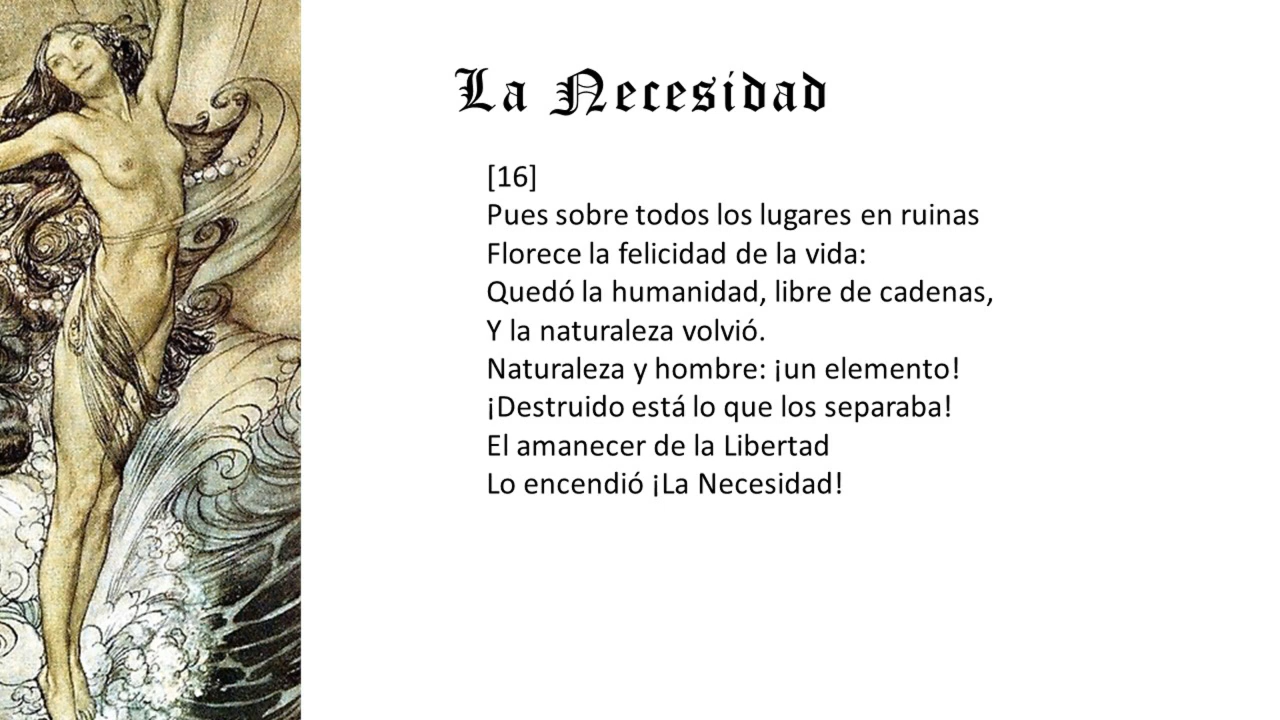 La Necesidad
[16]
Pues sobre todos los lugares en ruinas
Florece la felicidad de la vida:
Quedó la humanidad, libre de cadenas,
Y la naturaleza volvió.
Naturaleza y hombre: ¡un elemento!
¡Destruido está lo que los separaba!
El amanecer de la Libertad
Lo encendió ¡La Necesidad!